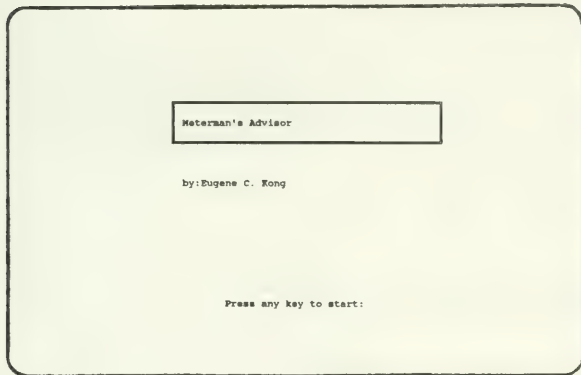 Meterman's Advisor
by:Eugene C. Kong
Press any key to start: